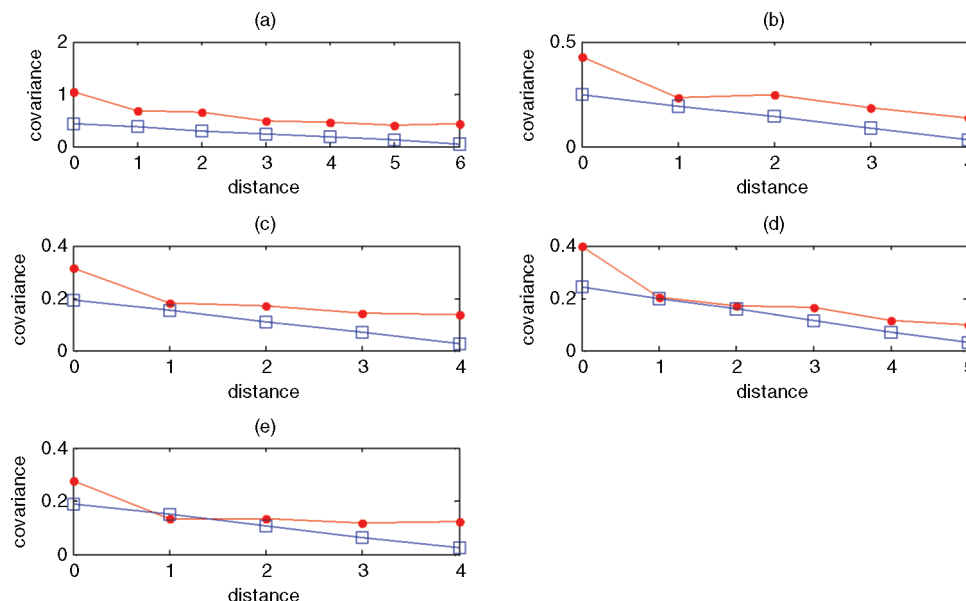 (a)
2
1
0
covariance
0 1 2 3 4 5 6
distance
(b)
0.5
0
covariance
0 1 2 3 4
distance
(c)
0.4
0.2
0
covariance
0 1 2 3 4
distance
(d)
0.4
0.2
0
covariance
0 1 2 3 4 5
distance
(e)
0.4
0.2
0
covariance
0 1 2 3 4
distance